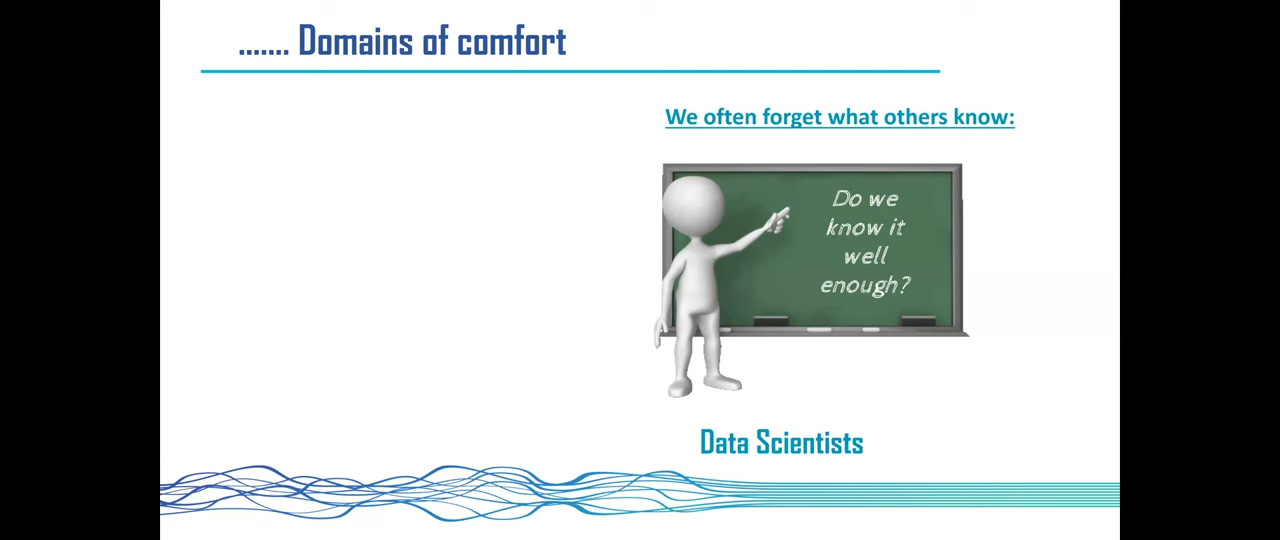 ....... Domains of comfort
We often forget what others know:
Do we
know it
well
enough?
Data Scientists